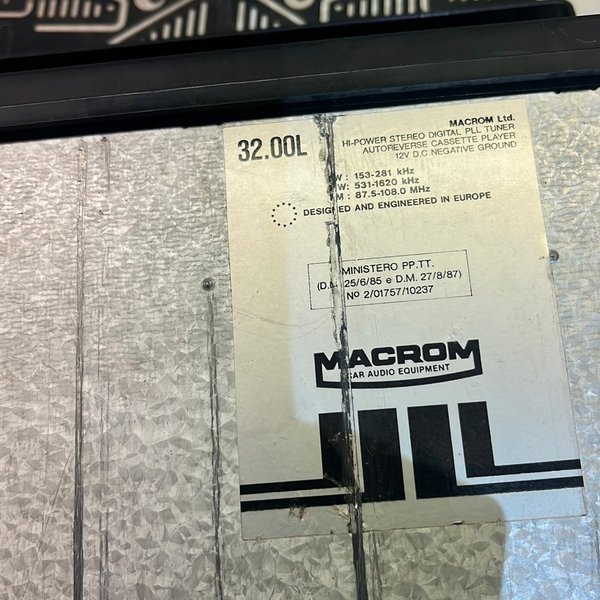 32.00L
MACROM Ltd.
HI-POWER STEREO DIGITAL PLL TUNER
AUTOREVERSE CASSETTE PLAYER
12V D.C. NEGATIVE GROUND
W : 153-281 kHz
W: 531-1620 kHz
M : 87.5-108.0 MHz
DESIGNED AND ENGINEERED IN EUROPE
MINISTERO PP.TT.
(D.M. 25/6/85 e D.M. 27/8/87)
Nº 2/01757/10237
MACROM
CAR AUDIO EQUIPMENT